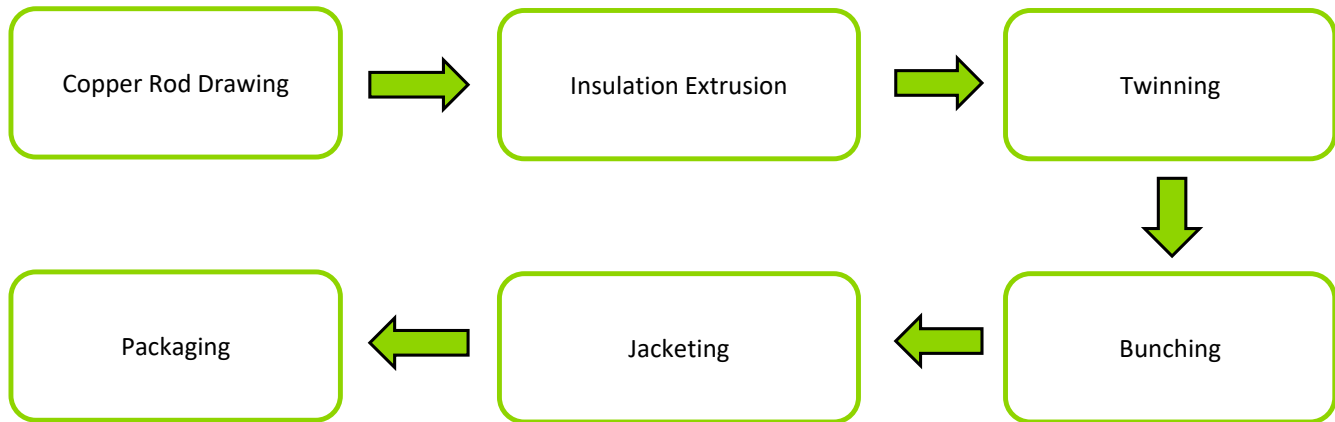 Copper Rod Drawing
Insulation Extrusion
Twinning
Bunching
Jacketing
Packaging